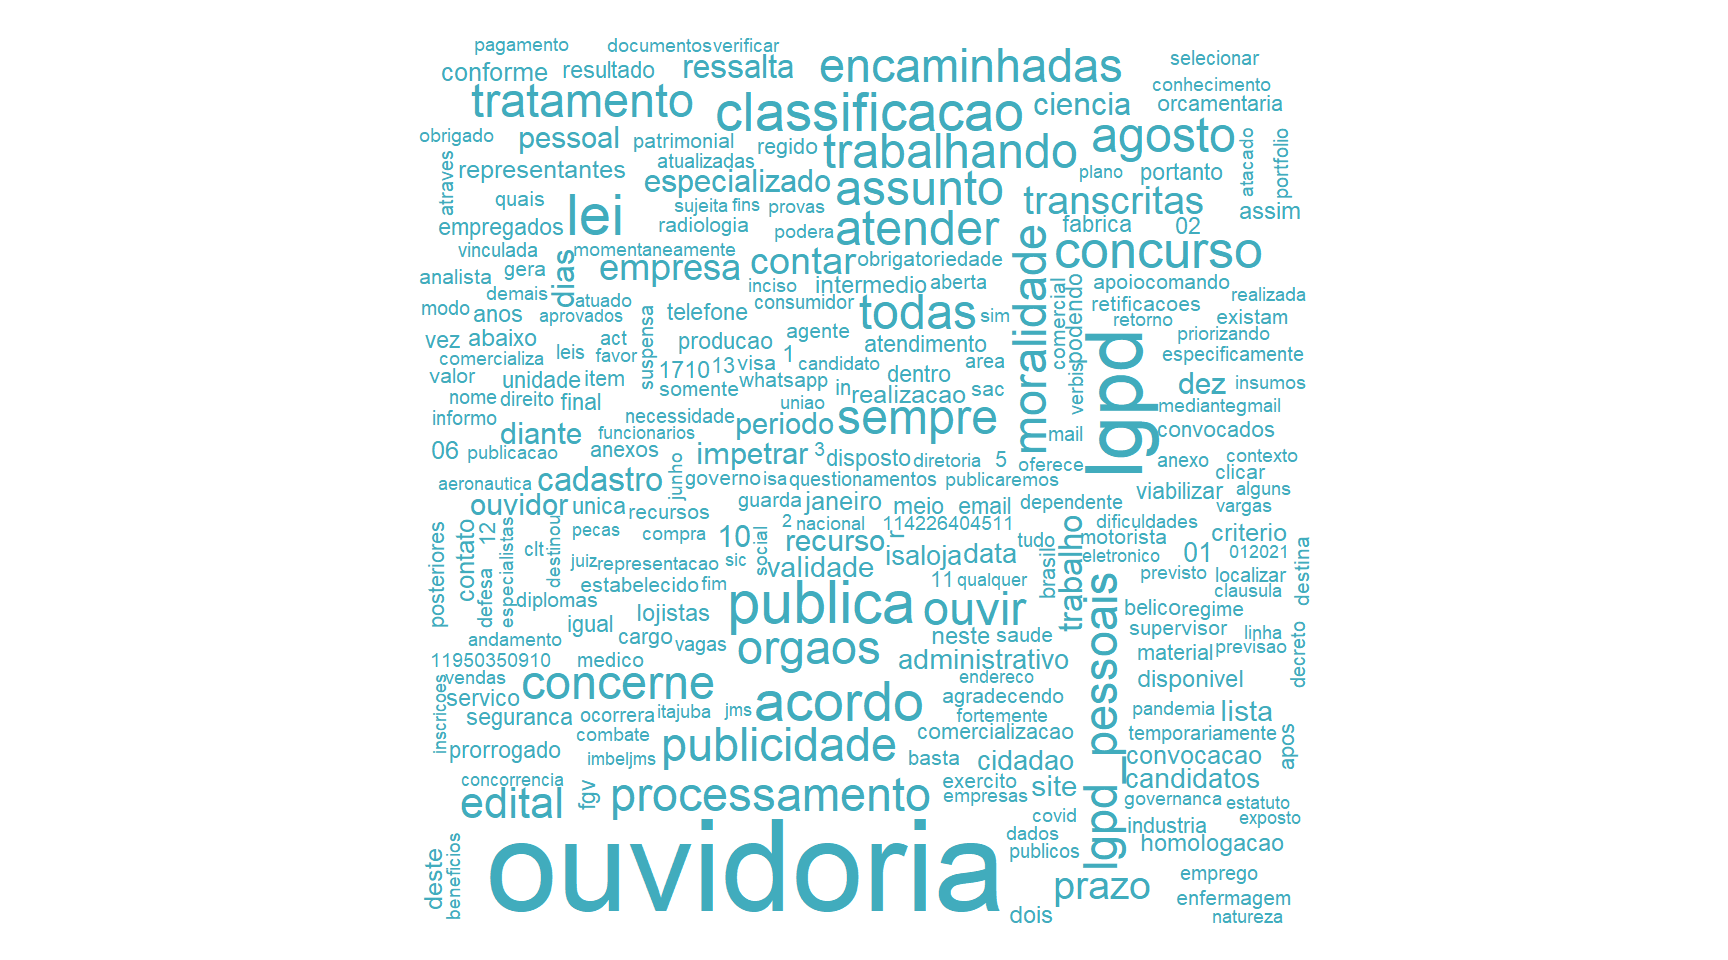 pagamento documentos verificar selecionar
conforme resultado ressalta encaminhadas conhecimento
tratamento classificacao ciencia orcamentaria
obrigado pessoal patrimonial regido trabalhando agosto atacado portfolio
atraves representantes atualizadas especializado assunto plano portanto
quais lei sujeita fins provas transcritas assim
empregados radiologia podera atender fabrica 02
vinculada momentaneamente moralidade concurso
analista gera dias empresa contar obrigatoriedade
demais inciso intermedio aberta apoiocomando realizada
modo anos atuado consumidor todas sim comercial podendo retificacoes
aprovados telefone retorno existam
vez abaixo act suspensa producao agente atendimento lgpd priorizando
comercializa leis favor 1710 13 visa 1 candidato area especificamente
valor unidade item somente whatsapp in dentro verbis dez insumos
nome direito final uniao realizacao sac mediante gmail
informo necessidade periodo sempre
diante funcionarios mail convocados
06 publicacao anexos impetrar 3 disposto diretoria 5 oferece anexo contexto
aeronautica cadastro junho governo isa questionamentos publicaremos clicar
ouvidor unica recursos guarda janeiro meio email dependente viabilizar alguns
vargas
posteriores contato 12 especialistas pecas compra 10 social 2 nacional 114226404511 dificuldades criterio
clt destinou recurso r tudo trabalho motorista
juiz representacao sic isaloja data brasil eletronico 01 012021 destina
defesa estabelecido fim validade 11 qualquer previsto localizar
diplomas clausula
igual lojistas publica ouvir lgpd_pessoais belico regime
andamento cargo vagas orgaos neste saude supervisor linha
11950350910 medico administrativo material previsao decreto
vendas concerne endereco disponivel
inscricoes servico acordo agradecendo
seguranca ocorrera itajuba jms fortemente pandemia lista
combate publicidade comercializacao temporariamente apos
prorrogado imbeljms basta cidadao convocacao
concorrencia exercito candidatos
edital fgv processamento empresas site governanca estatuto
ouvidoria covid industria exposto
deste beneficios dados publicos homologacao
prazo emprego
enfermagem
dois natureza